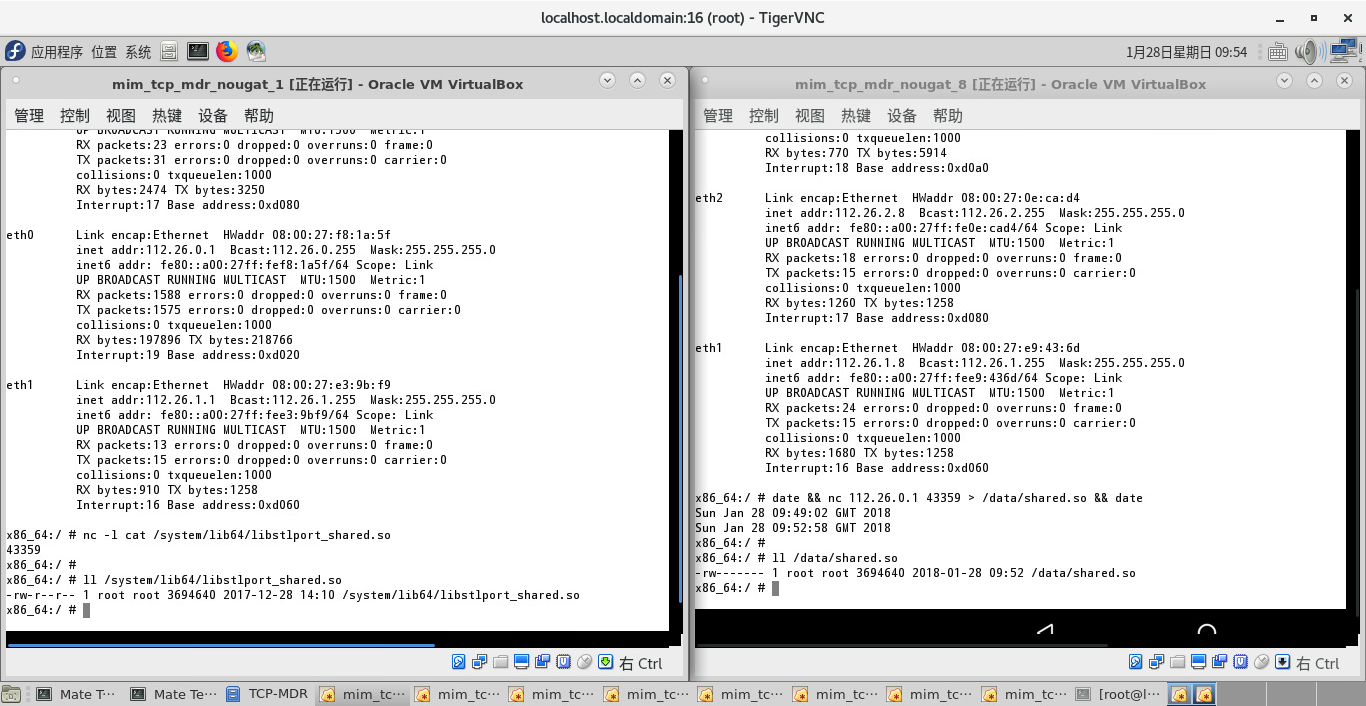 localhost.localdomain:16 (root) - TigerVNC
应用程序 位置 系统
1月28日星期日 09:54
mim_tcp_mdr_nougat_1 [正在运行] - Oracle VM VirtualBox
管理 控制 视图 热键 设备 帮助
UP BROADCAST RUNNING MULTICAST  MTU:1500  Metric:1
RX packets:23 errors:0 dropped:0 overruns:0 frame:0
TX packets:31 errors:0 dropped:0 overruns:0 carrier:0
collisions:0 txqueuelen:1000
RX bytes:2474 TX bytes:3250
Interrupt:17 Base address:0xd080
eth0      Link encap:Ethernet  HWaddr 08:00:27:f8:1a:5f
inet addr:112.26.0.1  Bcast:112.26.0.255  Mask:255.255.255.0
inet6 addr: fe80::a00:27ff:fef8:1a5f/64 Scope: Link
UP BROADCAST RUNNING MULTICAST  MTU:1500  Metric:1
RX packets:1588 errors:0 dropped:0 overruns:0 frame:0
TX packets:1575 errors:0 dropped:0 overruns:0 carrier:0
collisions:0 txqueuelen:1000
RX bytes:197896 TX bytes:218766
Interrupt:19 Base address:0xd020
eth1      Link encap:Ethernet  HWaddr 08:00:27:e3:9b:f9
inet addr:112.26.1.1  Bcast:112.26.1.255  Mask:255.255.255.0
inet6 addr: fe80::a00:27ff:fee3:9bf9/64 Scope: Link
UP BROADCAST RUNNING MULTICAST  MTU:1500  Metric:1
RX packets:13 errors:0 dropped:0 overruns:0 frame:0
TX packets:15 errors:0 dropped:0 overruns:0 carrier:0
collisions:0 txqueuelen:1000
RX bytes:910 TX bytes:1258
Interrupt:16 Base address:0xd060
x86_64:/ # nc -l cat /system/lib64/libstlport_shared.so
43359
x86_64:/ #
x86_64:/ # ll /system/lib64/libstlport_shared.so
-rw-r--r-- 1 root root 3694640 2017-12-28 14:10 /system/lib64/libstlport_shared.so
x86_64:/ #
右 Ctrl
mim_tcp_mdr_nougat_8 [正在运行] - Oracle VM VirtualBox
管理 控制 视图 热键 设备 帮助
collisions:0 txqueuelen:1000
RX bytes:770 TX bytes:5914
Interrupt:18 Base address:0xd0a0
eth2      Link encap:Ethernet  HWaddr 08:00:27:0e:ca:d4
inet addr:112.26.2.8  Bcast:112.26.2.255  Mask:255.255.255.0
inet6 addr: fe80::a00:27ff:fe0e:cad4/64 Scope: Link
UP BROADCAST RUNNING MULTICAST  MTU:1500  Metric:1
RX packets:18 errors:0 dropped:0 overruns:0 frame:0
TX packets:15 errors:0 dropped:0 overruns:0 carrier:0
collisions:0 txqueuelen:1000
RX bytes:1260 TX bytes:1258
Interrupt:17 Base address:0xd080
eth1      Link encap:Ethernet  HWaddr 08:00:27:e9:43:6d
inet addr:112.26.1.8  Bcast:112.26.1.255  Mask:255.255.255.0
inet6 addr: fe80::a00:27ff:fee9:436d/64 Scope: Link
UP BROADCAST RUNNING MULTICAST  MTU:1500  Metric:1
RX packets:24 errors:0 dropped:0 overruns:0 frame:0
TX packets:15 errors:0 dropped:0 overruns:0 carrier:0
collisions:0 txqueuelen:1000
RX bytes:1680 TX bytes:1258
Interrupt:16 Base address:0xd060
x86_64:/ # date && nc 112.26.0.1 43359 > /data/shared.so && date
Sun Jan 28 09:49:02 GMT 2018
Sun Jan 28 09:52:58 GMT 2018
x86_64:/ #
x86_64:/ # ll /data/shared.so
-rw------- 1 root root 3694640 2018-01-28 09:52 /data/shared.so
x86_64:/ #
右 Ctrl
Mate T··· Mate Te··· TCP-MDR mim_tc··· mim_tc··· mim_tc··· mim_tc··· mim_tc··· mim_tc··· mim_tc··· mim_tc··· [root@l···